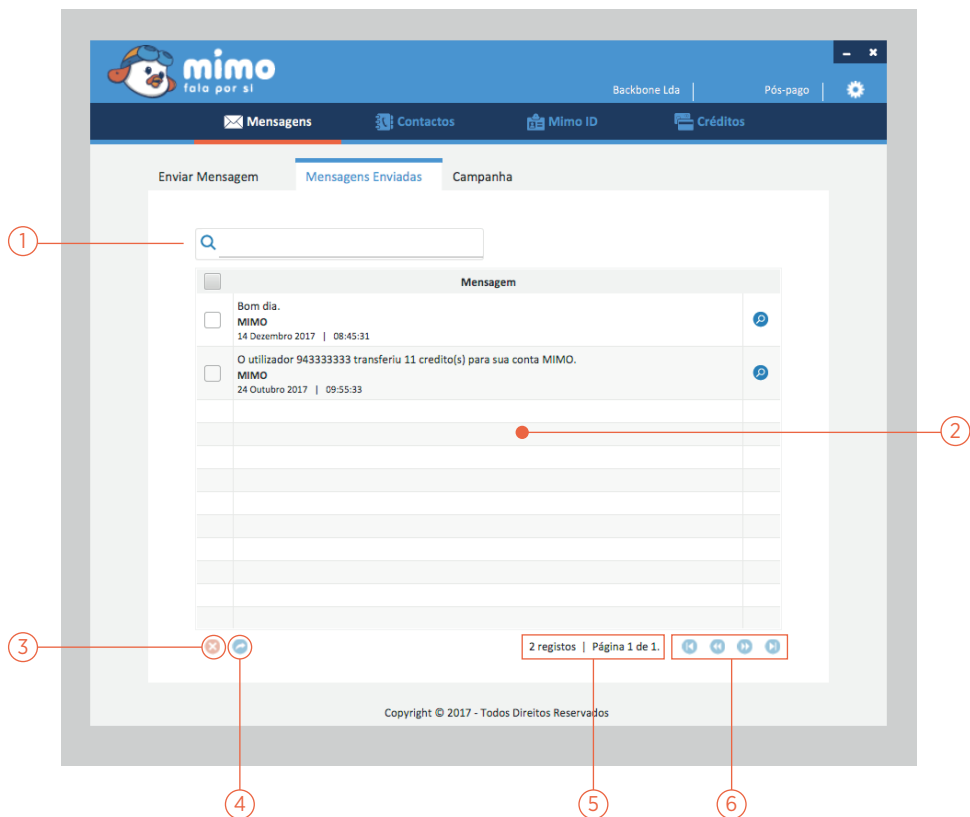 mimo
fala por si
Backbone Lda | Pós-pago |
Mensagens Contactos Mimo ID Créditos
Enviar Mensagem Mensagens Enviadas Campanha
1
Mensagem
Bom dia.
MIMO
14 Dezembro 2017 | 08:45:31
O utilizador 943333333 transferiu 11 credito(s) para sua conta MIMO.
MIMO
24 Outubro 2017 | 09:55:33
2
3
2 registos | Página 1 de 1.
Copyright © 2017 - Todos Direitos Reservados
4
5
6